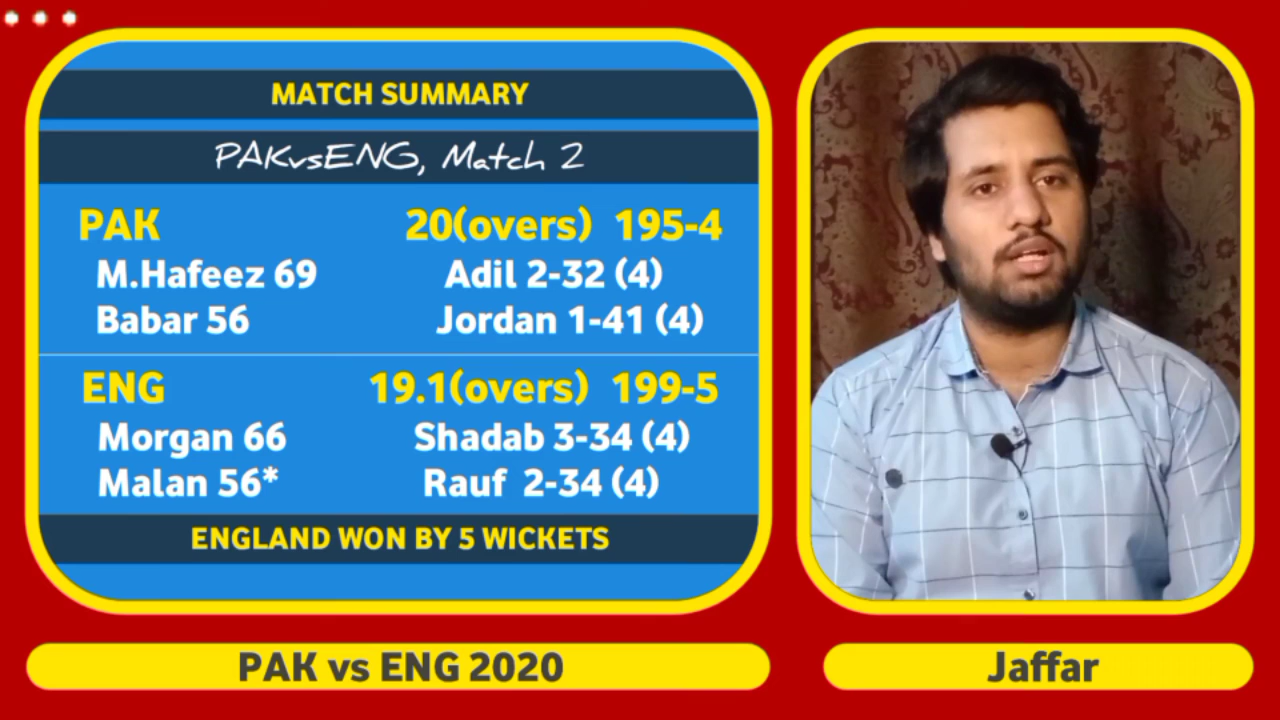 MATCH SUMMARY
PAKvsENG, Match 2
PAK 20(overs) 195-4
M.Hafeez 69 Adil 2-32 (4)
Babar 56 Jordan 1-41 (4)
ENG 19.1(overs) 199-5
Morgan 66 Shadab 3-34 (4)
Malan 56* Rauf 2-34 (4)
ENGLAND WON BY 5 WICKETS
PAK vs ENG 2020
Jaffar